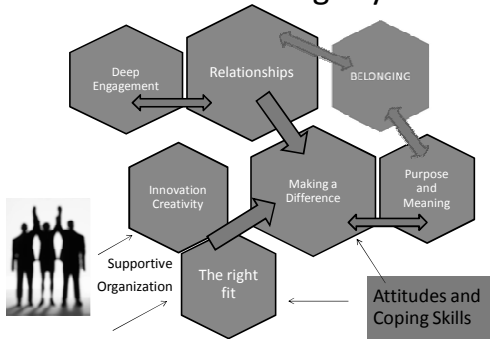 Deep
Engagement
Relationships
BELONGING
Innovation
Creativity
Making a
Difference
Purpose
and
Meaning
Supportive
Organization
The right
fit
Attitudes and
Coping Skills